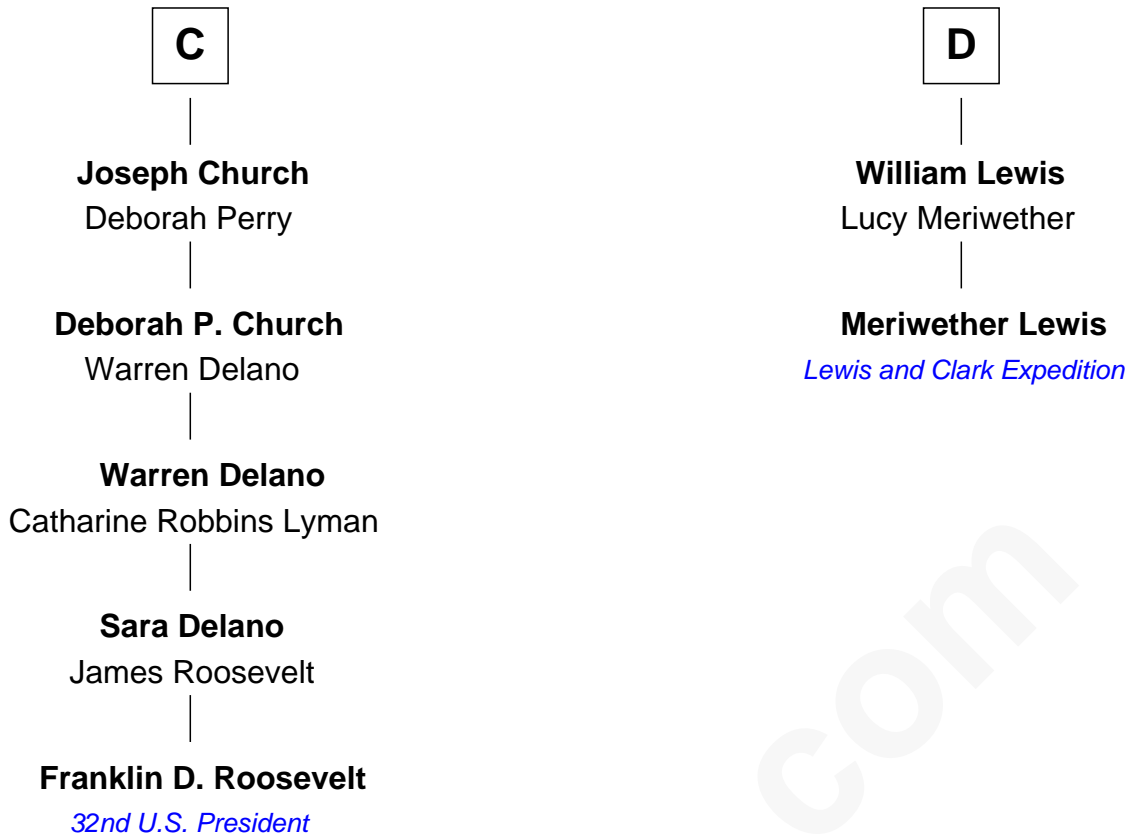 C
Joseph Church
Deborah Perry
Deborah P. Church
Warren Delano
Warren Delano
Catharine Robbins Lyman
Sara Delano
James Roosevelt
Franklin D. Roosevelt
32nd U.S. President
D
William Lewis
Lucy Meriwether
Meriwether Lewis
Lewis and Clark Expedition
com